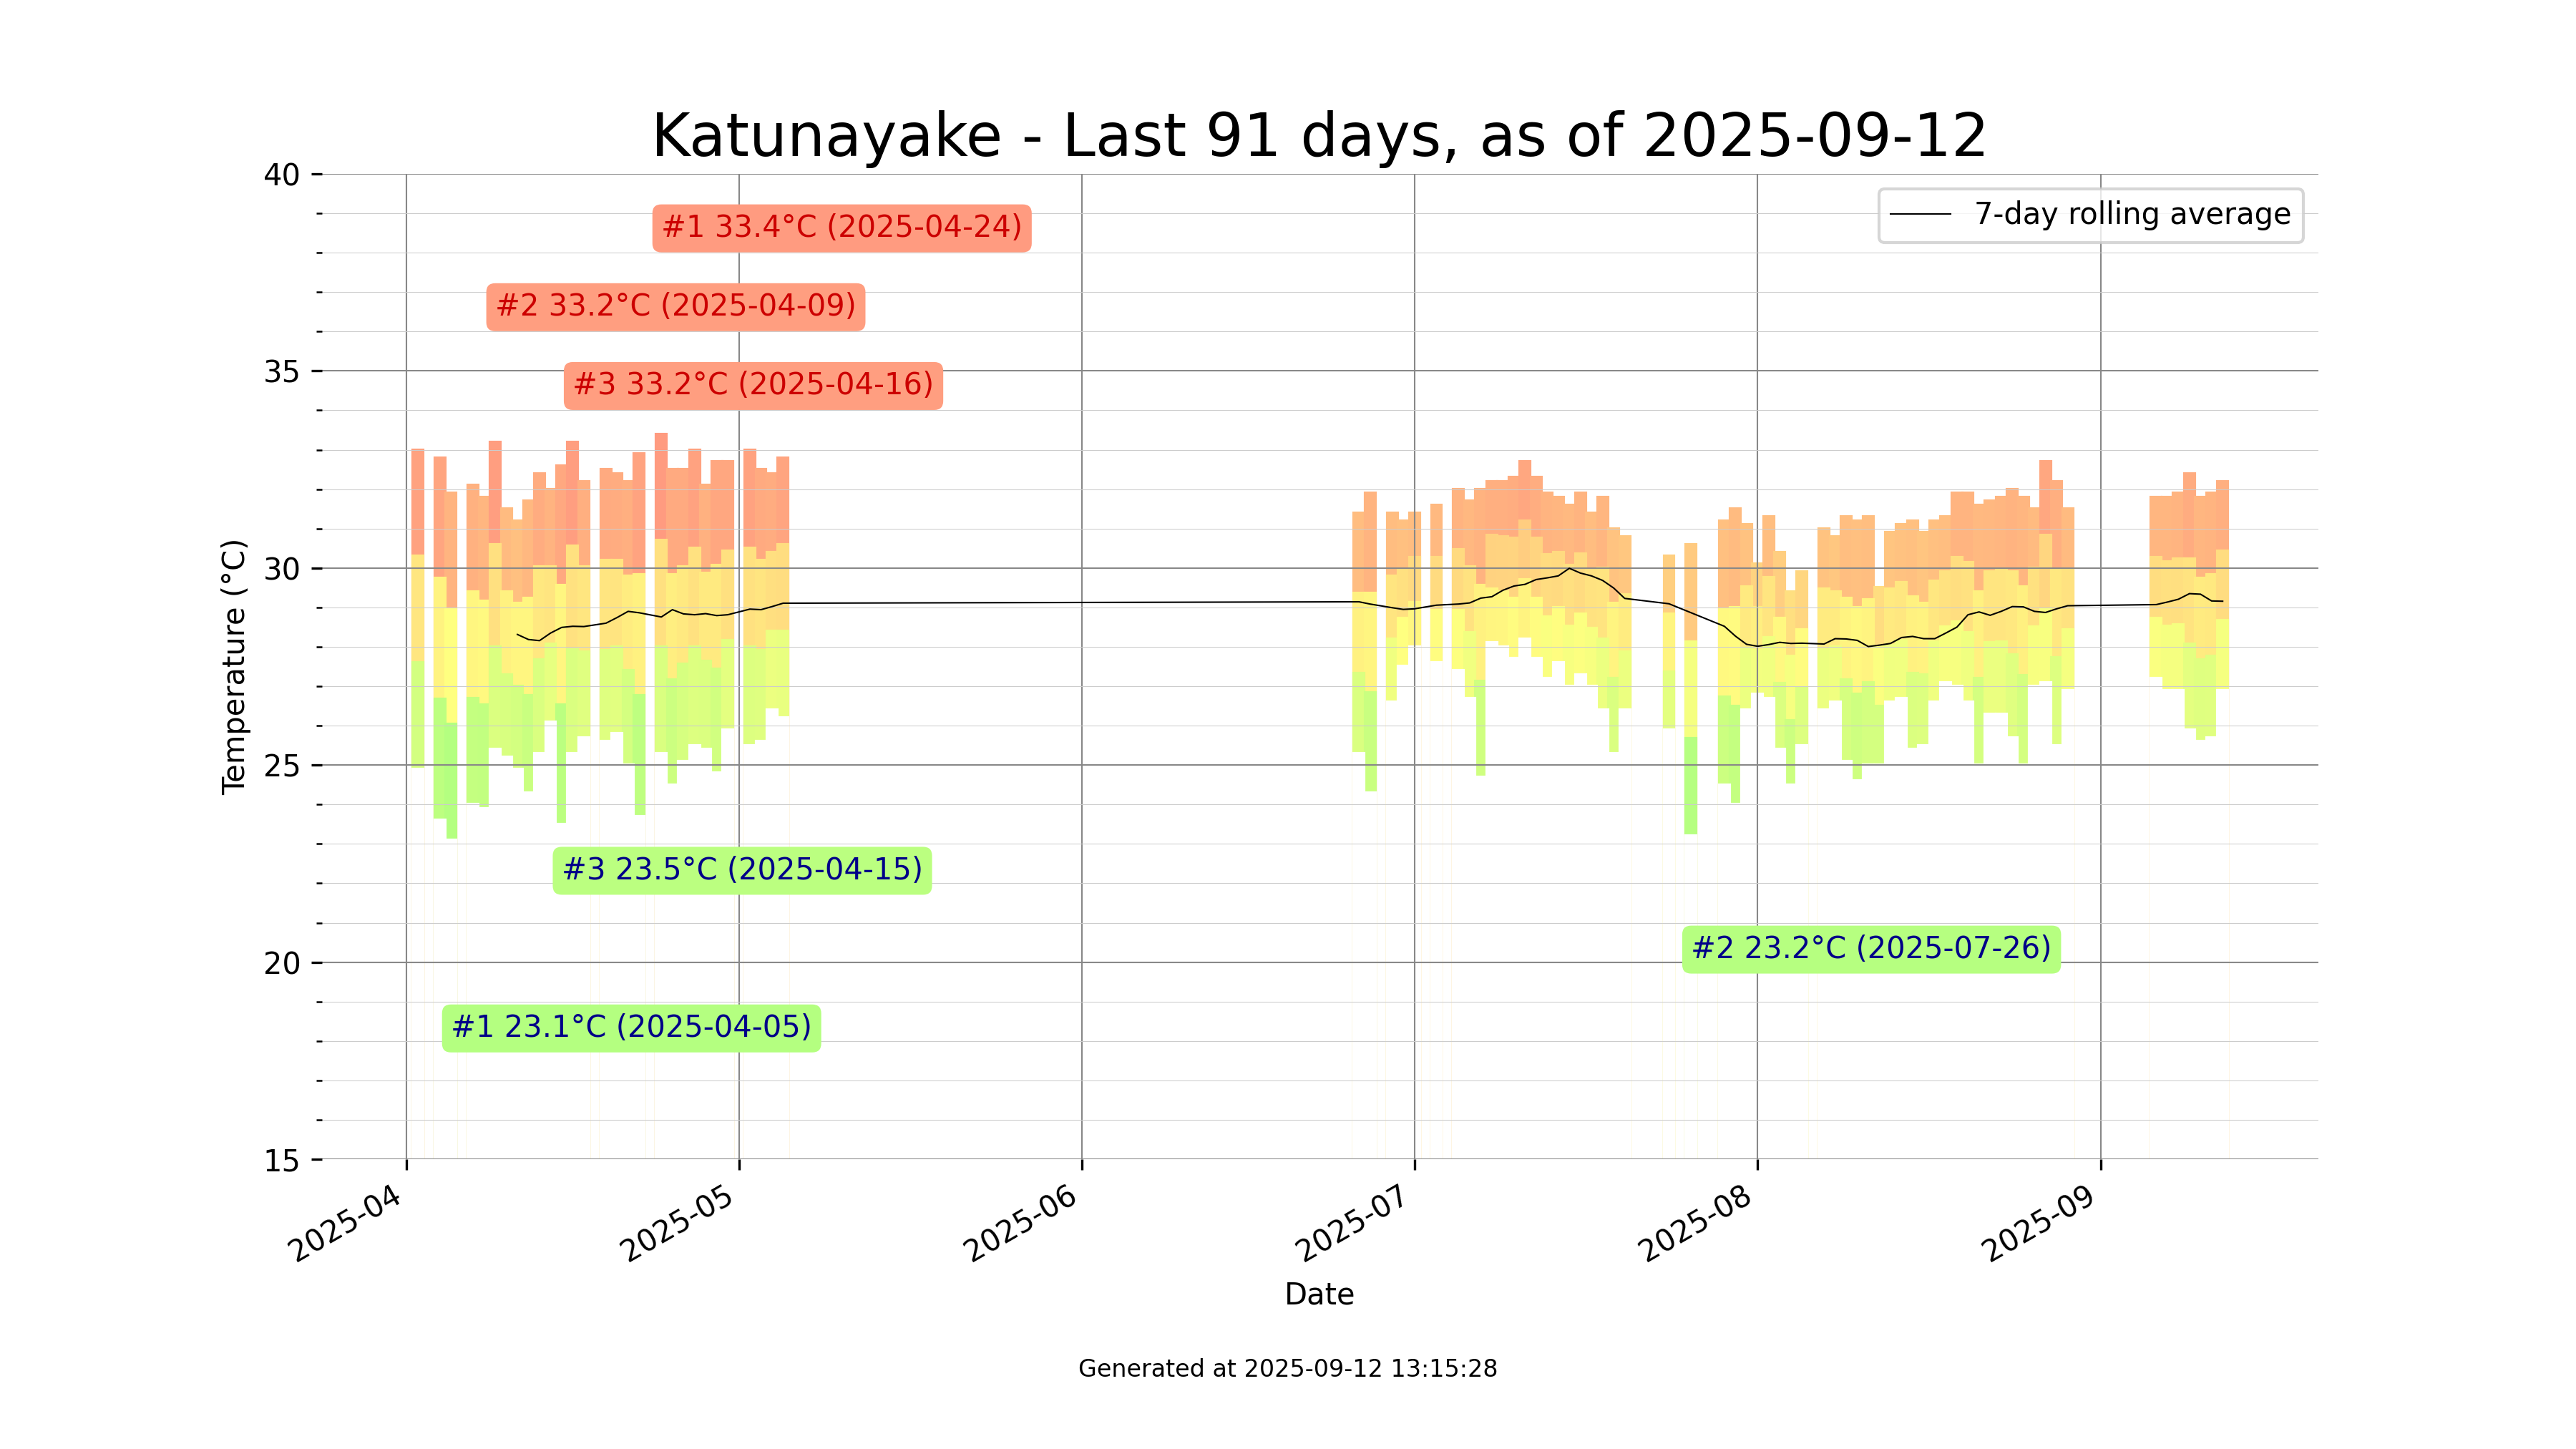 Katunayake - Last 91 days, as of 2025-09-12
40
35
30
25
20
15
Temperature (°C)
7-day rolling average
#1 33.4°C (2025-04-24)
#2 33.2°C (2025-04-09)
#3 33.2°C (2025-04-16)
#3 23.5°C (2025-04-15)
#2 23.2°C (2025-07-26)
#1 23.1°C (2025-04-05)
2025-04
2025-05
2025-06
2025-07
2025-08
2025-09
Date
Generated at 2025-09-12 13:15:28